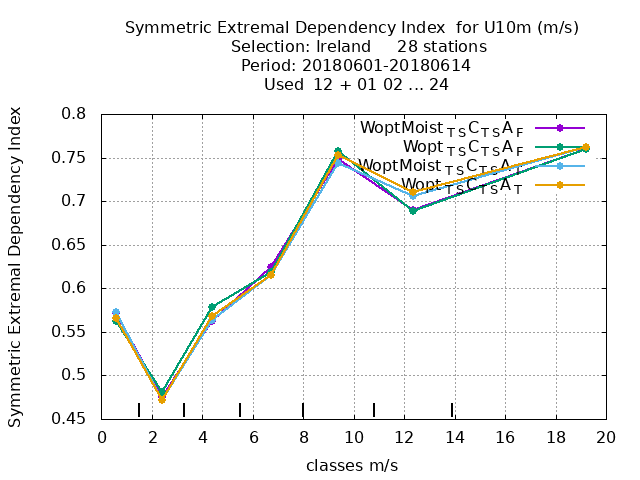 Symmetric Extremal Dependency Index for U10m (m/s)
Selection: Ireland 28 stations
Period: 20180601-20180614
Used 12 + 01 02 ... 24
Symmetric Extremal Dependency Index
0.8
0.75
0.7
0.65
0.6
0.55
0.5
0.45
WoptMoist TS C TS A F
Wopt TS C TS A F
WoptMoist TS C TS A T
Wopt TS C TS A T
0 2 4 6 8 10 12 14 16 18 20
classes m/s